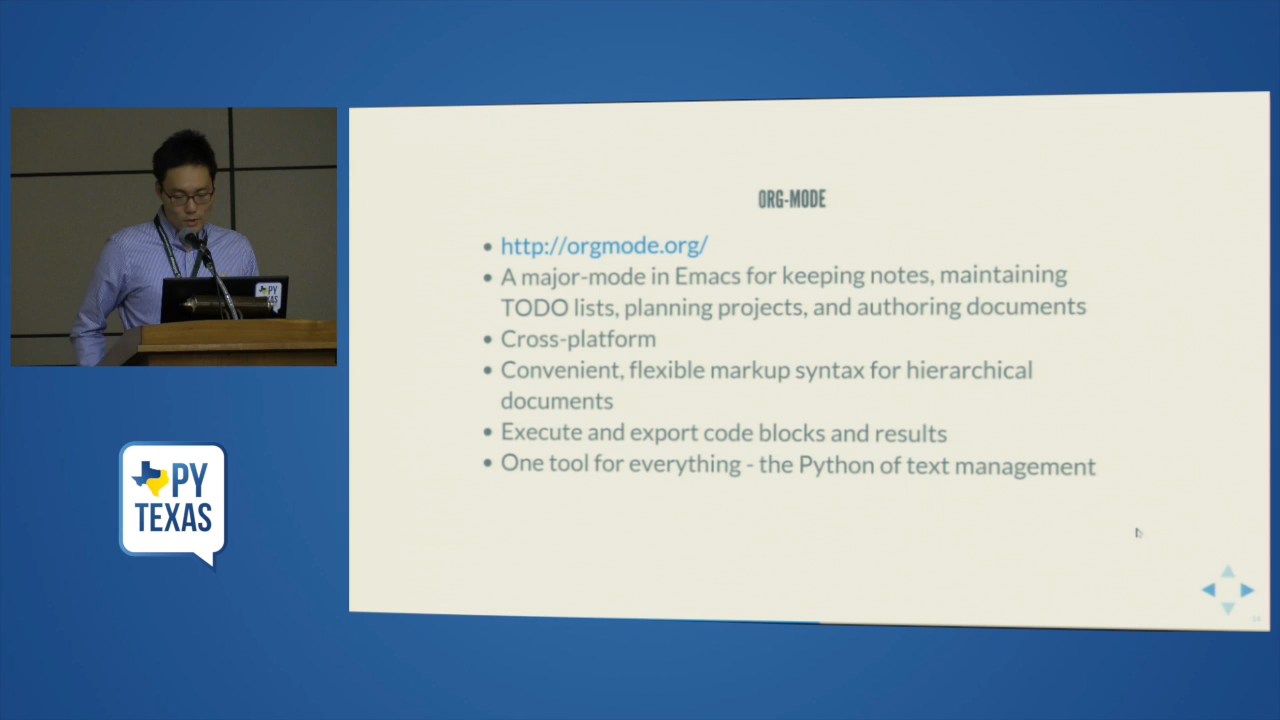 ORG-MODE
• http://orgmode.org/
• A major-mode in Emacs for keeping notes, maintaining
TODO lists, planning projects, and authoring documents
• Cross-platform
• Convenient, flexible markup syntax for hierarchical
documents
• Execute and export code blocks and results
• One tool for everything - the Python of text management
PY
TEXAS